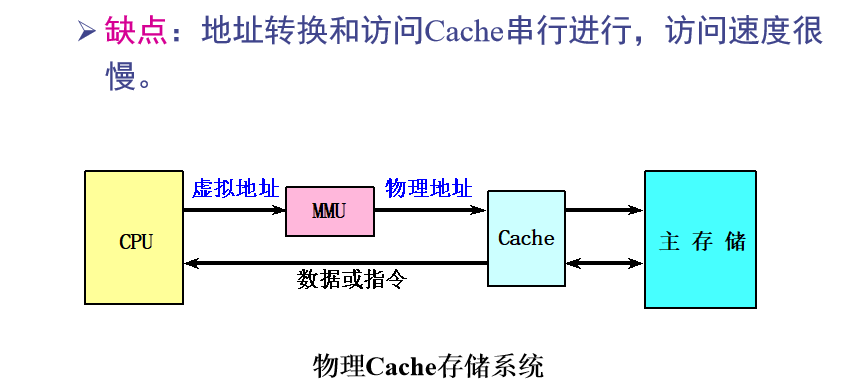 ➢ 缺点：地址转换和访问Cache串行进行，访问速度很
慢。
虚拟地址
物理地址
MMU
CPU
Cache
主 存 储
数据或指令
物理Cache存储系统